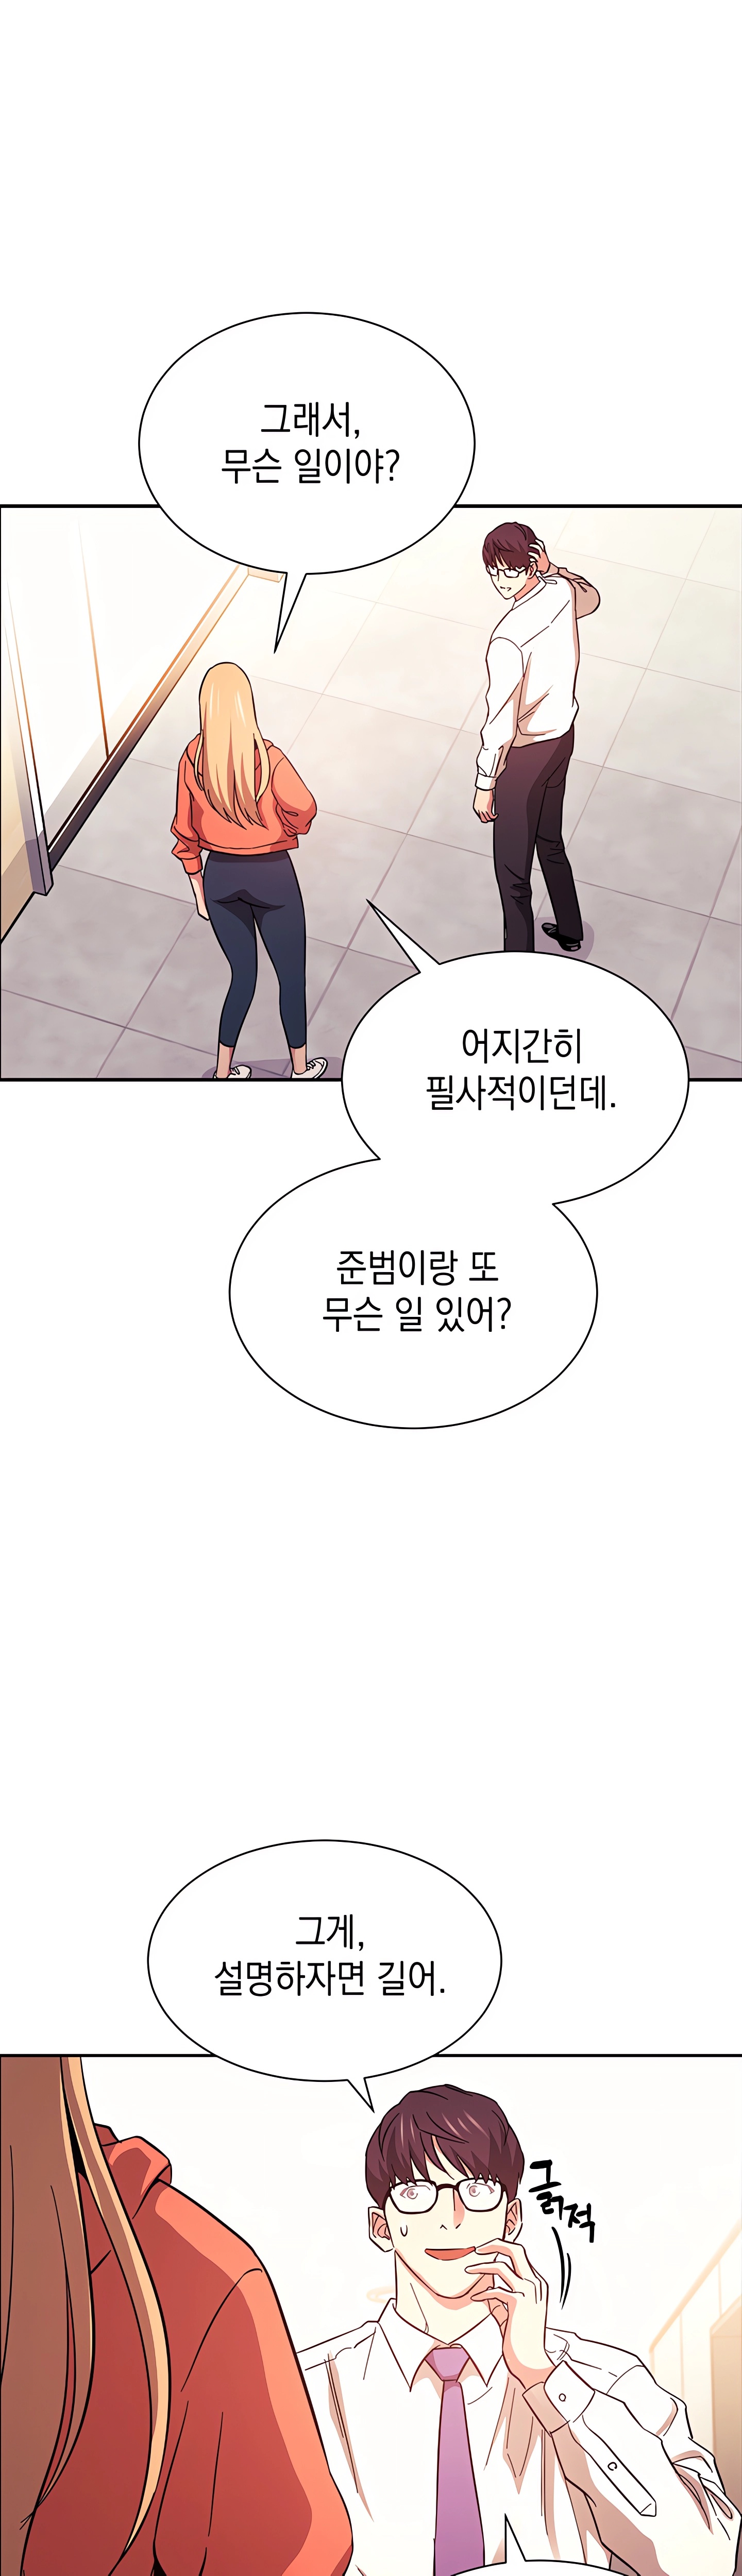 그래서,
무슨 일이야?
어지간히
필사적이던데.
준범이랑 또
무슨 일 있어?
그게,
설명하자면 길어.
긁적